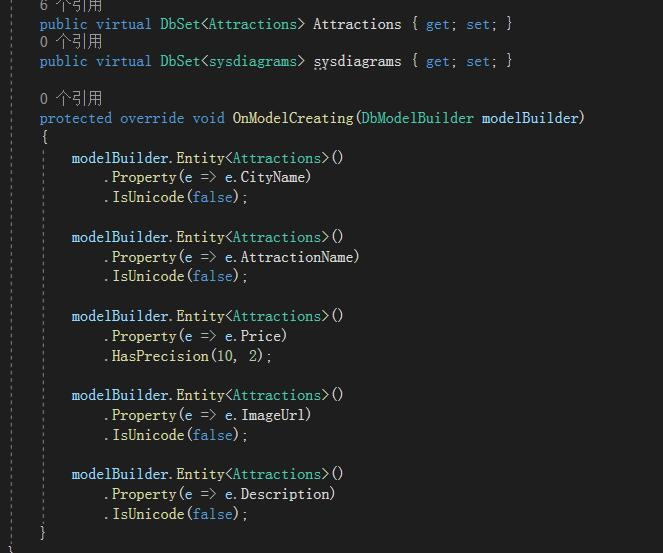 6 个引用
public virtual DbSet<Attractions> Attractions { get; set; }
0 个引用
public virtual DbSet<sysdiagrams> sysdiagrams { get; set; }
0 个引用
protected override void OnModelCreating(DbModelBuilder modelBuilder)
{
modelBuilder.Entity<Attractions>()
.Property(e => e.CityName)
.IsUnicode(false);
modelBuilder.Entity<Attractions>()
.Property(e => e.AttractionName)
.IsUnicode(false);
modelBuilder.Entity<Attractions>()
.Property(e => e.Price)
.HasPrecision(10, 2);
modelBuilder.Entity<Attractions>()
.Property(e => e.ImageUrl)
.IsUnicode(false);
modelBuilder.Entity<Attractions>()
.Property(e => e.Description)
.IsUnicode(false);
}
}